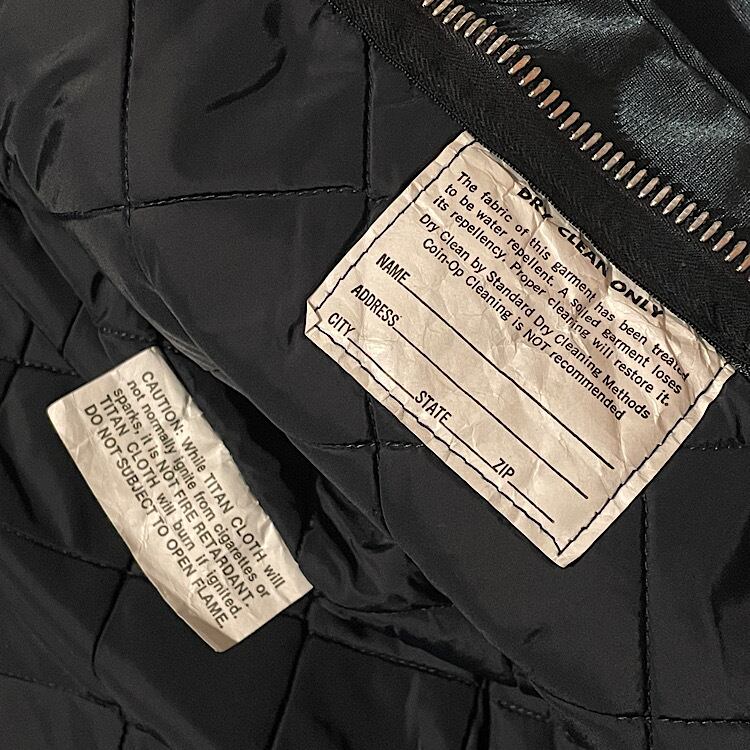 DRY CLEAN ONLY
The fabric of this garment has been treated
to be water repellent. A soiled garment loses
its repellency. Proper cleaning will restore it.
Dry Clean by Standard Dry Cleaning Methods
Coin-Op Cleaning is NOT recommended
NAME
ADDRESS
CITY
STATE
ZIP
CAUTION: While TITAN CLOTH will
not normally ignite from cigarettes or
sparks, it is NOT FIRE RETARDANT.
TITAN CLOTH will burn if ignited.
DO NOT SUBJECT TO OPEN FLAME.